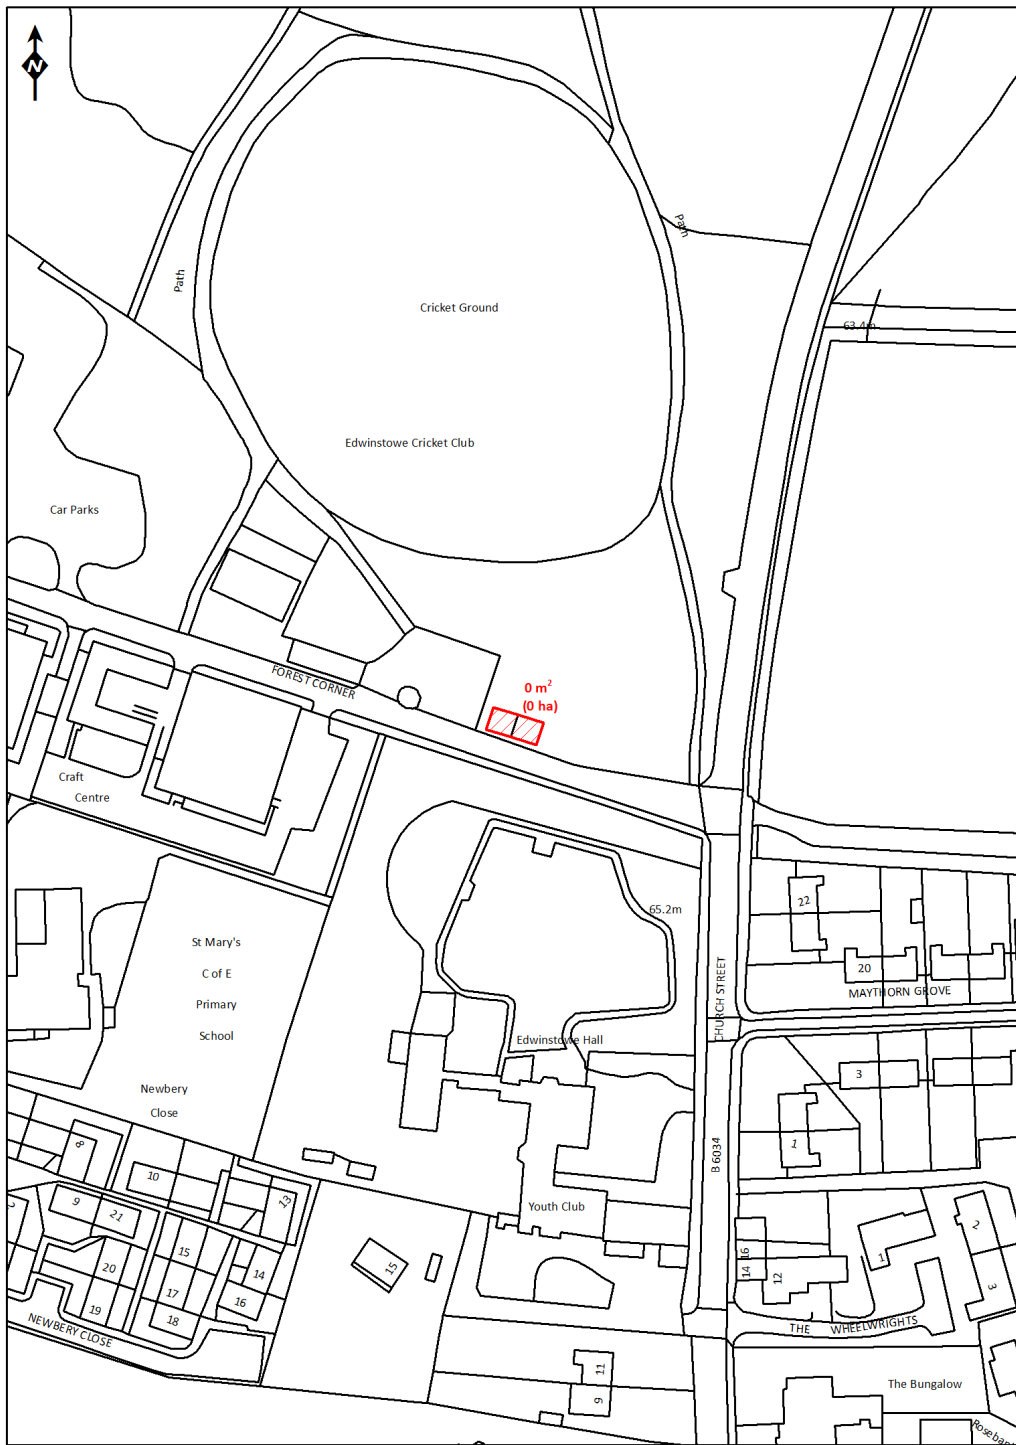 N
Path
Path
Cricket Ground
63.4m
Edwinstowe Cricket Club
Car Parks
FOREST CORNER
0 m²
(0 ha)
Craft
Centre
22
65.2m
St Mary's
C of E
Primary
School
20
MAYTHORN GROVE
CHURCH STREET
Edwinstowe Hall
3
Newbery
Close
8
1
B 6034
10
13
9
21
Youth Club
2
15
20
14
15
16
14
12
1
2
3
17
16
19
18
NEWBERY CLOSE
THE WHEELWRIGHTS
11
9
The Bungalow